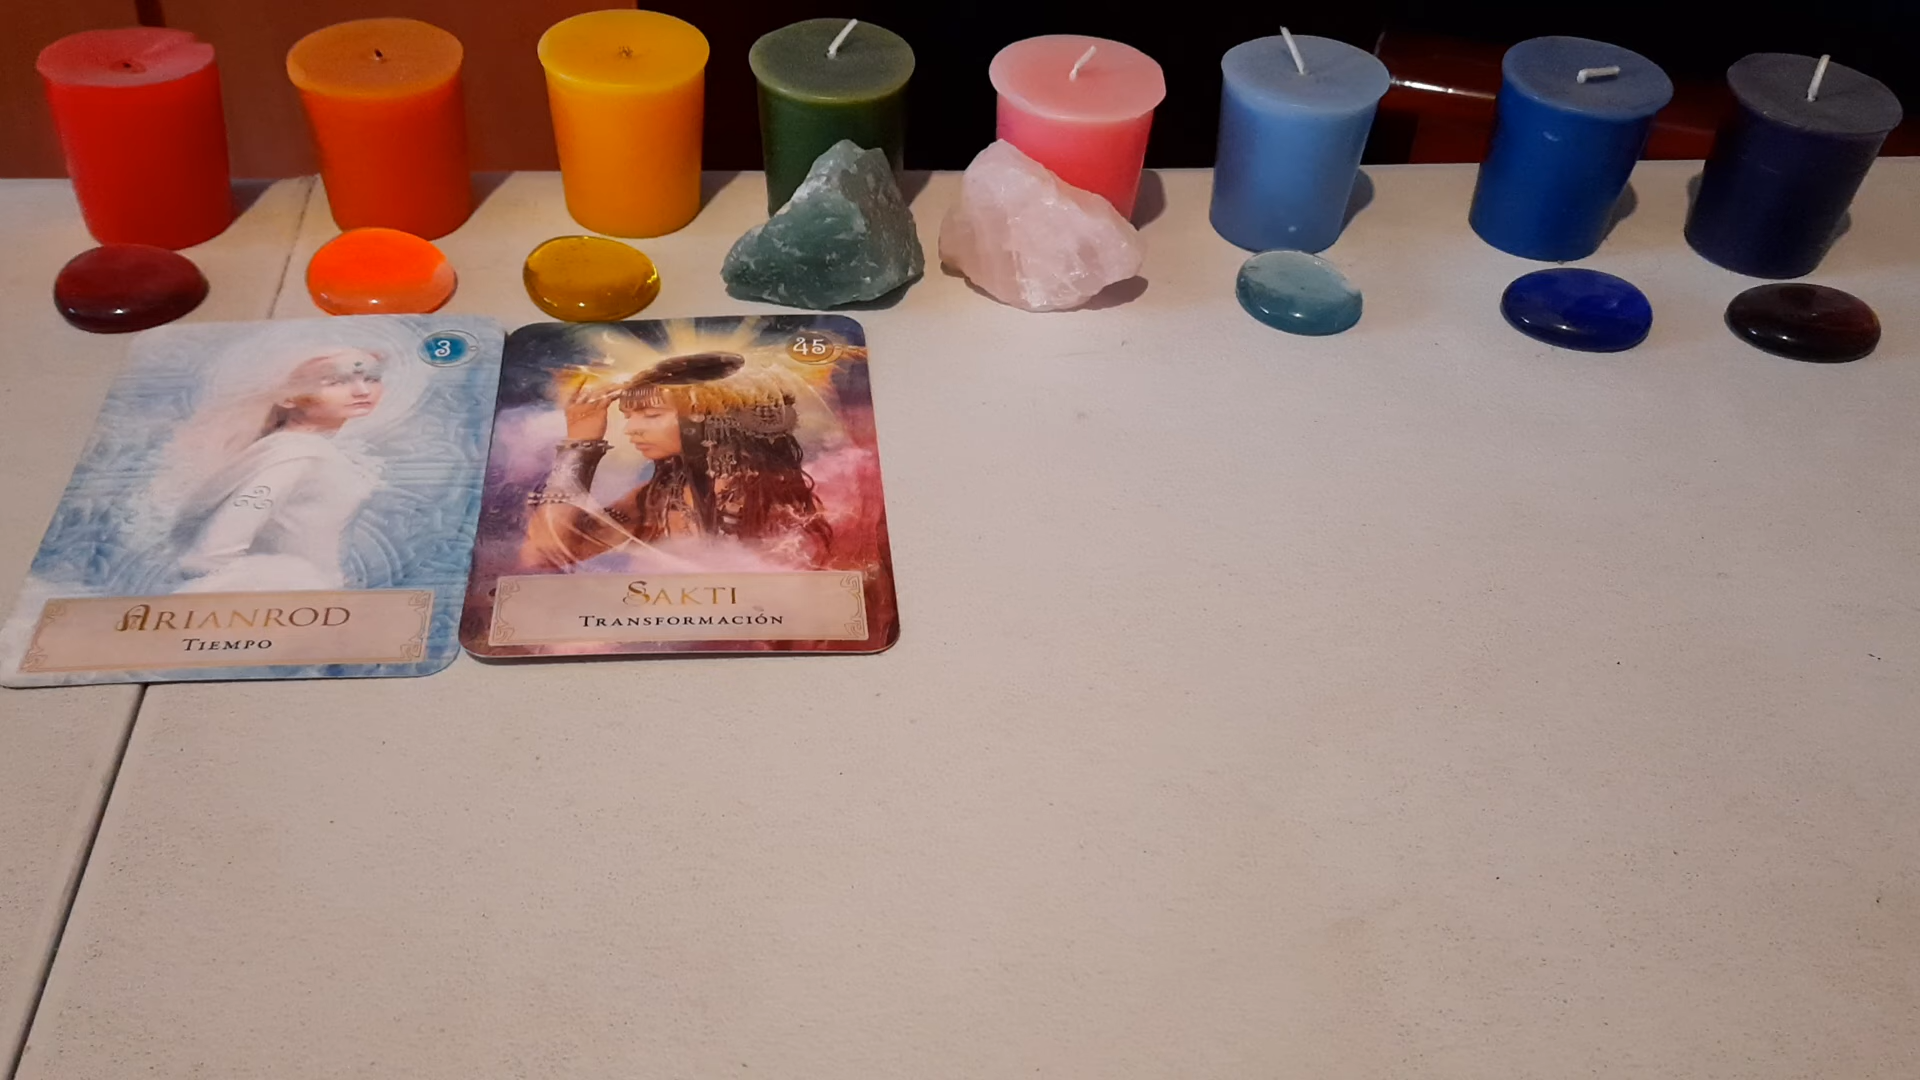 3
ARIANROD
TIEMPO
45
SAKTI
TRANSFORMACIÓN